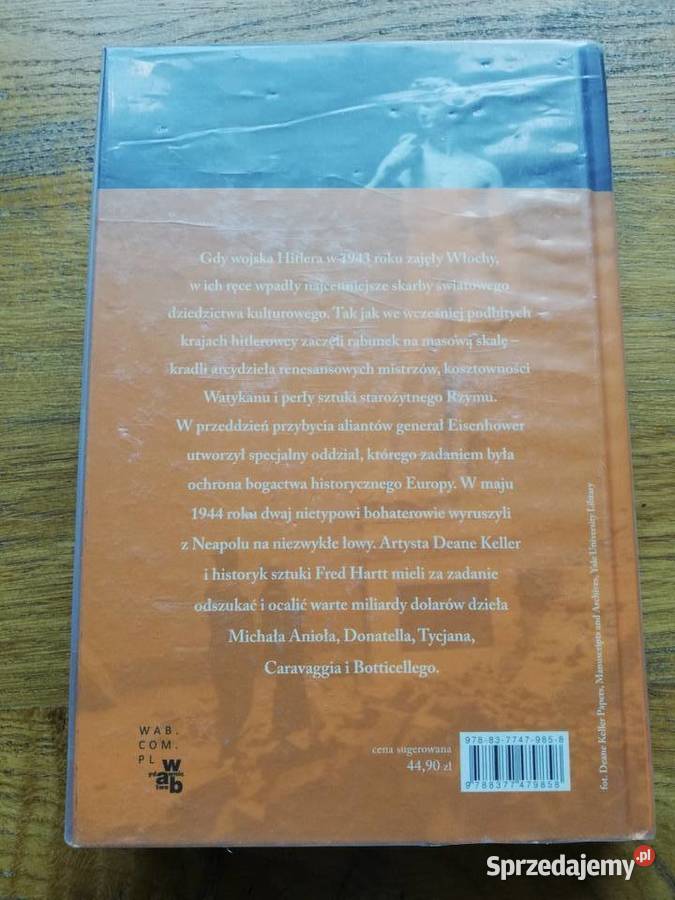 Gdy wojska Hitlera w 1943 roku zajęły Włochy,
w ich ręce wpadły najcenniejsze skarby światowego
dziedzictwa kulturowego. Tak jak we wcześniej podbitych
krajach hitlerowcy zaczęli rabunek na masową skalę –
kradli arcydzieła renesansowych mistrzów, kosztowności
Watykanu i perły sztuki starożytnego Rzymu.
W przeddzień przybycia aliantów generał Eisenhower
utworzył specjalny oddział, którego zadaniem była
ochrona bogactwa historycznego Europy. W maju
1944 roku dwaj nietypowi bohaterowie wyruszyli
z Neapolu na niezwykłe łowy. Artysta Deane Keller
i historyk sztuki Fred Hartt mieli za zadanie
odszukać i ocalić warte miliardy dolarów dzieła
Michała Anioła, Donatella, Tycjana,
Caravaggia i Botticellego.
fot. Deane Keller Papers, Manuscripts and Archives, Yale University Library
WAB.
COM.
PL
wydawnictwo
wab
cena sugerowana
44,90 zł
978-83-7747-985-8
9 788377 479858
Sprzedajemy.pl